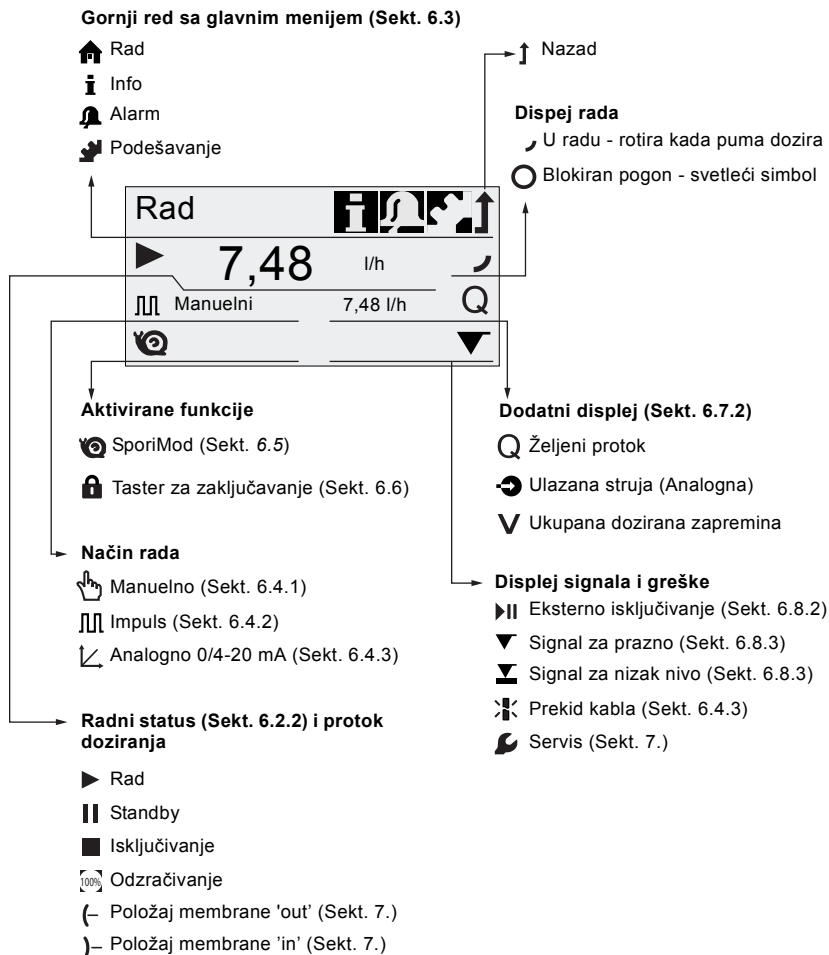 Gornji red sa glavnim menijem (Sekt. 6.3)
Rad
Info
Alarm
Podešavanje
Nazad
Dispej rada
U radu - rotira kada puma dozira
Blokiran pogon - svetleći simbol
Rad
7,48 l/h
Manuelni 7,48 l/h Q
Aktivirane funkcije
SporiMod (Sekt. 6.5)
Taster za zaključavanje (Sekt. 6.6)
Način rada
Manuelno (Sekt. 6.4.1)
Impuls (Sekt. 6.4.2)
Analogno 0/4-20 mA (Sekt. 6.4.3)
Radni status (Sekt. 6.2.2) i protok
doziranja
Rad
Standby
Isključivanje
100% Odzračivanje
Položaj membrane 'out’ (Sekt. 7.)
Položaj membrane ’in’ (Sekt. 7.)
Dodatni displej (Sekt. 6.7.2)
Q Željeni protok
Ulazana struja (Analogna)
V Ukupana dozirana zapremina
Displej signala i greške
Eksterno isključivanje (Sekt. 6.8.2)
Signal za prazno (Sekt. 6.8.3)
Signal za nizak nivo (Sekt. 6.8.3)
Prekid kabla (Sekt. 6.4.3)
Servis (Sekt. 7.)